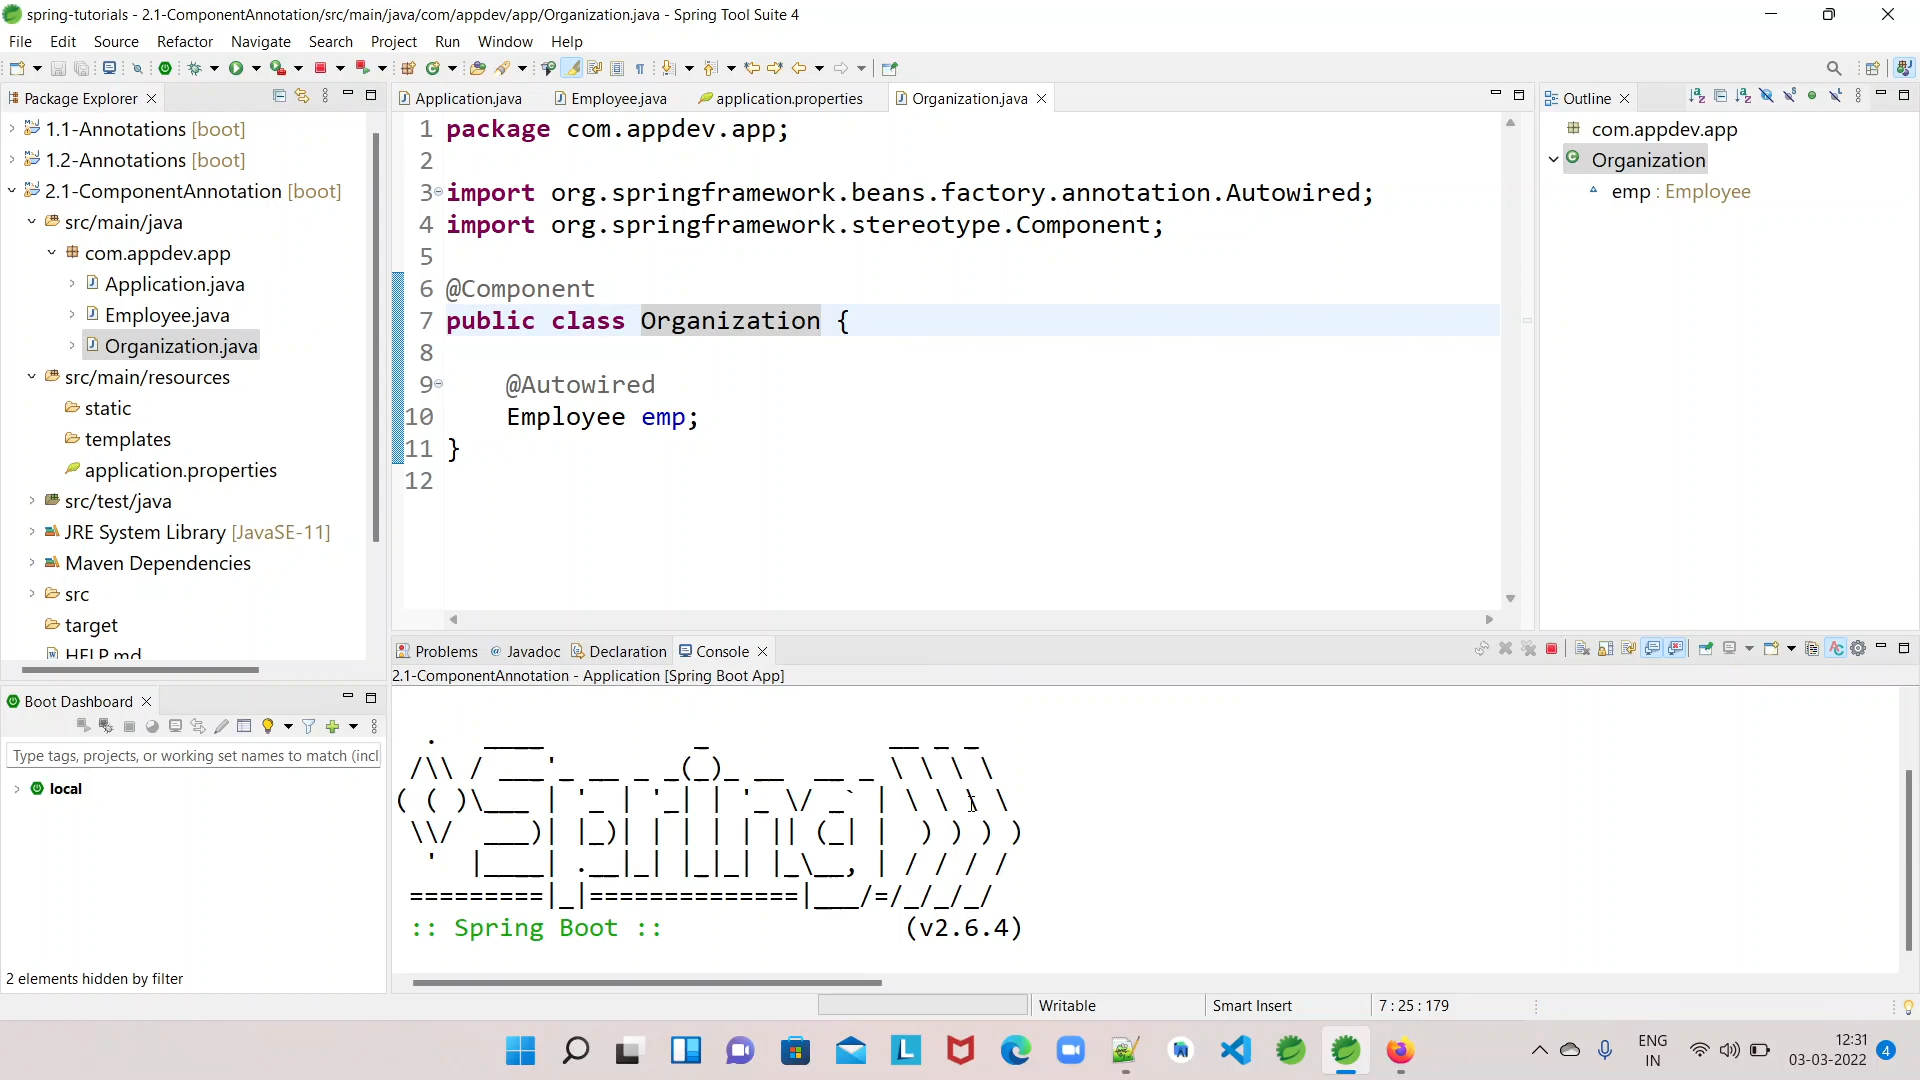 spring-tutorials - 2.1-ComponentAnnotation/src/main/java/com/appdev/app/Organization.java - Spring Tool Suite 4
File Edit Source Refactor Navigate Search Project Run Window Help
Package Explorer
1.1-Annotations [boot]
1.2-Annotations [boot]
2.1-ComponentAnnotation [boot]
src/main/java
com.appdev.app
Application.java
Employee.java
Organization.java
src/main/resources
static
templates
application.properties
src/test/java
JRE System Library [JavaSE-11]
Maven Dependencies
src
target
HELP.md
Boot Dashboard
Type tags, projects, or working set names to match (incl
local
2 elements hidden by filter
Application.java Employee.java application.properties Organization.java
1 package com.appdev.app;
2
3 import org.springframework.beans.factory.annotation.Autowired;
4 import org.springframework.stereotype.Component;
5
6 @Component
7 public class Organization {
8
9 @Autowired
10 Employee emp;
11 }
12
Outline
com.appdev.app
Organization
emp : Employee
Problems Javadoc Declaration Console
2.1-ComponentAnnotation - Application [Spring Boot App]
Spring
:: Spring Boot :: (v2.6.4)
Writable Smart Insert 7 : 25 : 179
ENG
IN
12:31
03-03-2022
4